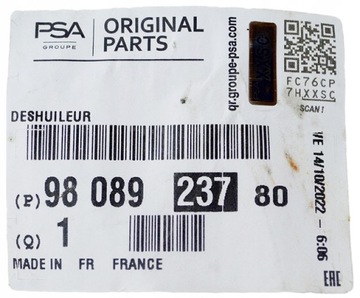 PSA
GROUPE
ORIGINAL
PARTS
gr.groupe-psa.com
FC76CP
7HXXSC
SCAN!
DESHUILEUR
(P) 98 089 237 80
(Q) 1
MADE IN FR FRANCE
VE 14/10/2022 - 6:06
EAC